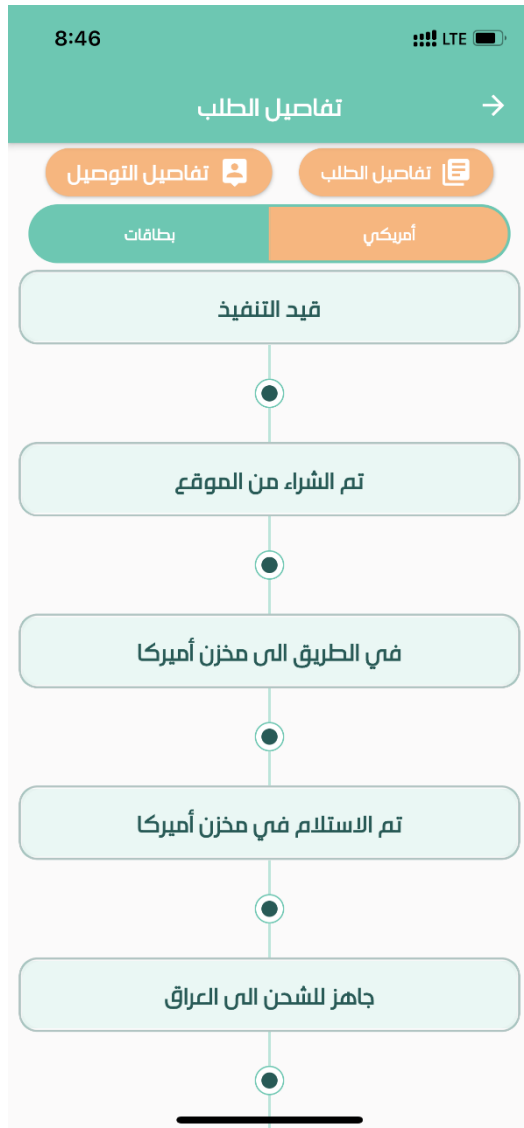 8:46 LTE
تفاصيل الطلب
تفاصيل الطلب تفاصيل التوصيل
أمريكي بطاقات
قيد التنفيذ
تم الشراء من الموقع
في الطريق الى مخزن أميركا
تم الاستلام في مخزن أميركا
جاهز للشحن الى العراق